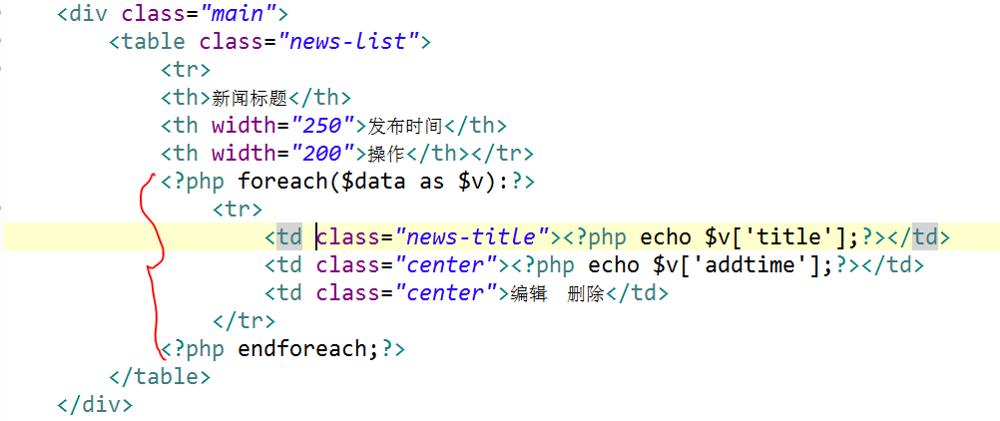 <div class="main">
<table class="news-list">
<tr>
<th>新闻标题</th>
<th width="250">发布时间</th>
<th width="200">操作</th></tr>
<?php foreach($data as $v):?>
<tr>
<td class="news-title"><?php echo $v['title'];?></td>
<td class="center"><?php echo $v['addtime'];?></td>
<td class="center">编辑　删除</td>
</tr>
<?php endforeach;?>
</table>
</div>